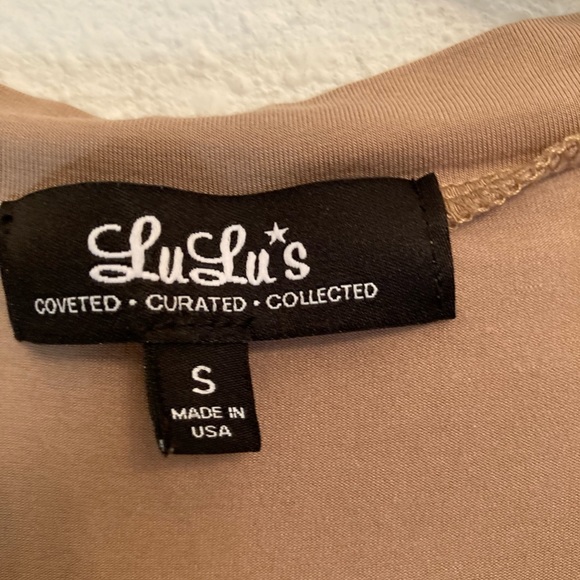 LuLu*s
COVETED • CURATED • COLLECTED
S
MADE IN
USA